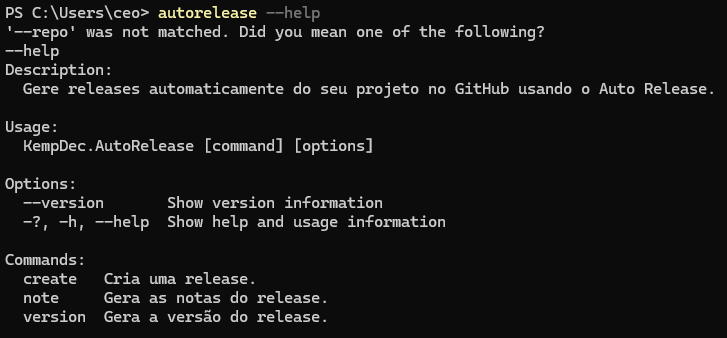 PS C:\Users\ceo> autorelease --help
'--repo' was not matched. Did you mean one of the following?
--help
Description:
  Gere releases automaticamente do seu projeto no GitHub usando o Auto Release.

Usage:
  KempDec.AutoRelease [command] [options]

Options:
  --version       Show version information
  -?, -h, --help  Show help and usage information

Commands:
  create   Cria uma release.
  note     Gera as notas do release.
  version  Gera a versão do release.